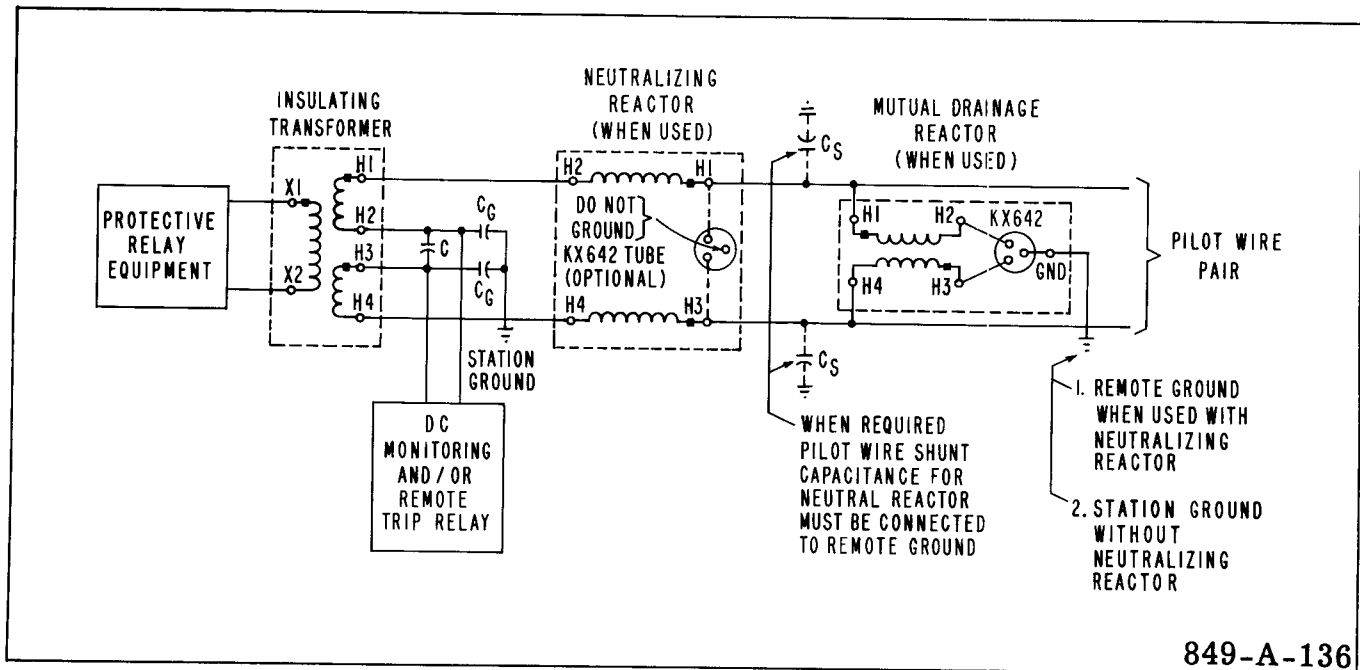 INSULATING
TRANSFORMER
NEUTRALIZING
REACTOR
(WHEN USED)
MUTUAL DRAINAGE
REACTOR
(WHEN USED)
PROTECTIVE
RELAY
EQUIPMENT
X1
X2
H1
H2
H3
H4
C
CG
CG
STATION
GROUND
DC
MONITORING
AND/OR
REMOTE
TRIP RELAY
H2
H1
DO NOT
GROUND
KX642 TUBE
(OPTIONAL)
H4
H3
CS
CS
WHEN REQUIRED
PILOT WIRE SHUNT
CAPACITANCE FOR
NEUTRAL REACTOR
MUST BE CONNECTED
TO REMOTE GROUND
H1
H2
KX642
GND
H4
H3
PILOT WIRE
PAIR
1. REMOTE GROUND
WHEN USED WITH
NEUTRALIZING
REACTOR
2. STATION GROUND
WITHOUT
NEUTRALIZING
REACTOR
849-A-136